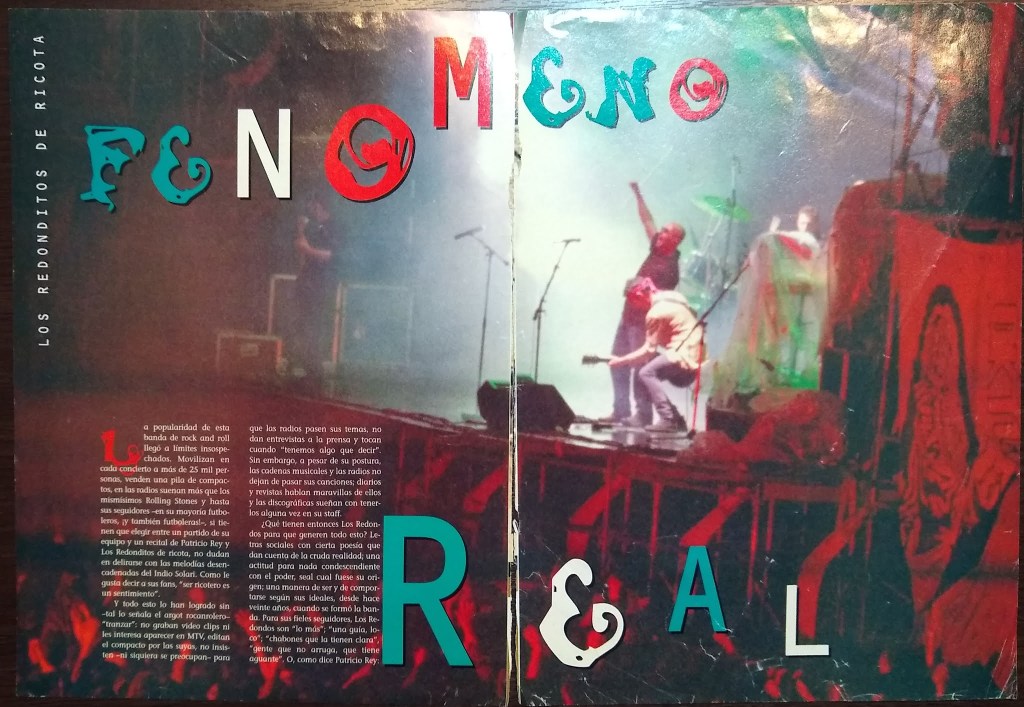 LOS REDONDITOS DE RICOTA
FENOMENO
REAL
La popularidad de esta
banda de rock and roll
llegó a límites insospe-
chados. Movilizan en
cada concierto a más de 25 mil per-
sonas, venden una pila de compac-
tos, en las radios suenan más que los
mismísimos Rolling Stones y hasta
sus seguidores –en su mayoría futbo-
leros, ¡y también futboleras!–, si tie-
nen que elegir entre un partido de su
equipo y un recital de Patricio Rey y
Los Redonditos de ricota, no dudan
en delirarse con las melodías desen-
cadenadas del Indio Solari. Como le
gusta decir a sus fans, "ser ricotero es
un sentimiento".
Y todo esto lo han logrado sin
–tal lo señala el argot rocanrolero–
"tranzar": no graban video clips ni
les interesa aparecer en MTV, editan
el compacto por las suyas, no insis-
ten –ni siquiera se preocupan– para
que las radios pasen sus temas, no
dan entrevistas a la prensa y tocan
cuando "tenemos algo que decir".
Sin embargo, a pesar de su postura,
las cadenas musicales y las radios no
dejan de pasar sus canciones; diarios
y revistas hablan maravillas de ellos
y las discográficas sueñan con tener-
los alguna vez en su staff.
¿Qué tienen entonces Los Redon-
dos para que generen todo esto? Le-
tras sociales con cierta poesía que
dan cuenta de la cruda realidad; una
actitud para nada condescendiente
con el poder, sea cual fuese su ori-
gen; una manera de ser y de compor-
tarse según sus ideales, desde hace
veinte años, cuando se formó la ban-
da. Para sus fieles seguidores, Los Re-
dondos son "lo más"; "una guía, lo-
co"; "chabones que la tienen clara",
"gente que no arruga, que tiene
aguante". O, como dice Patricio Rey: